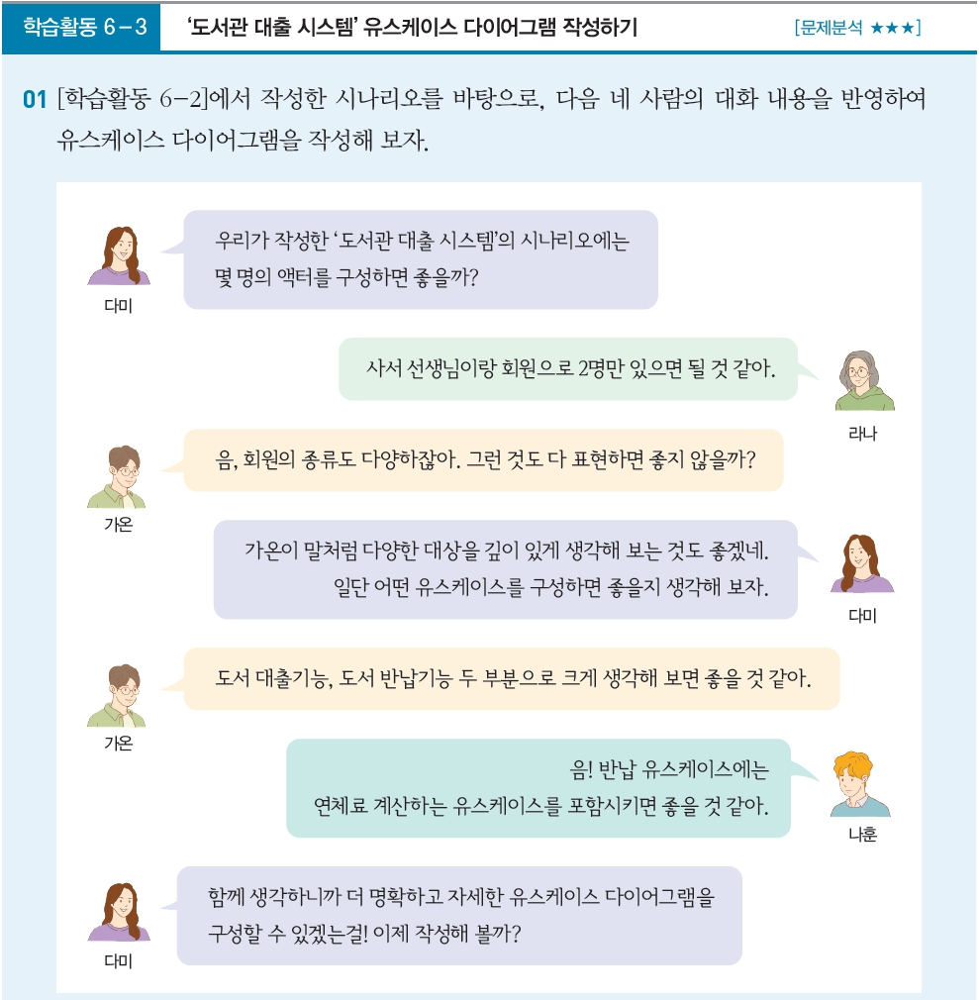 학습활동 6-3 '도서관 대출 시스템' 유스케이스 다이어그램 작성하기 [문제분석 ★★★]
01 [학습활동 6-2]에서 작성한 시나리오를 바탕으로, 다음 네 사람의 대화 내용을 반영하여
유스케이스 다이어그램을 작성해 보자.
우리가 작성한 '도서관 대출 시스템'의 시나리오에는
몇 명의 액터를 구성하면 좋을까?
다미
사서 선생님이랑 회원으로 2명만 있으면 될 것 같아.
라나
음, 회원의 종류도 다양하잖아. 그런 것도 다 표현하면 좋지 않을까?
가온
가온이 말처럼 다양한 대상을 깊이 있게 생각해 보는 것도 좋겠네.
일단 어떤 유스케이스를 구성하면 좋을지 생각해 보자.
다미
도서 대출기능, 도서 반납기능 두 부분으로 크게 생각해 보면 좋을 것 같아.
가온
음! 반납 유스케이스에는
연체료 계산하는 유스케이스를 포함시키면 좋을 것 같아.
나훈
함께 생각하니까 더 명확하고 자세한 유스케이스 다이어그램을
구성할 수 있겠는걸! 이제 작성해 볼까?
다미